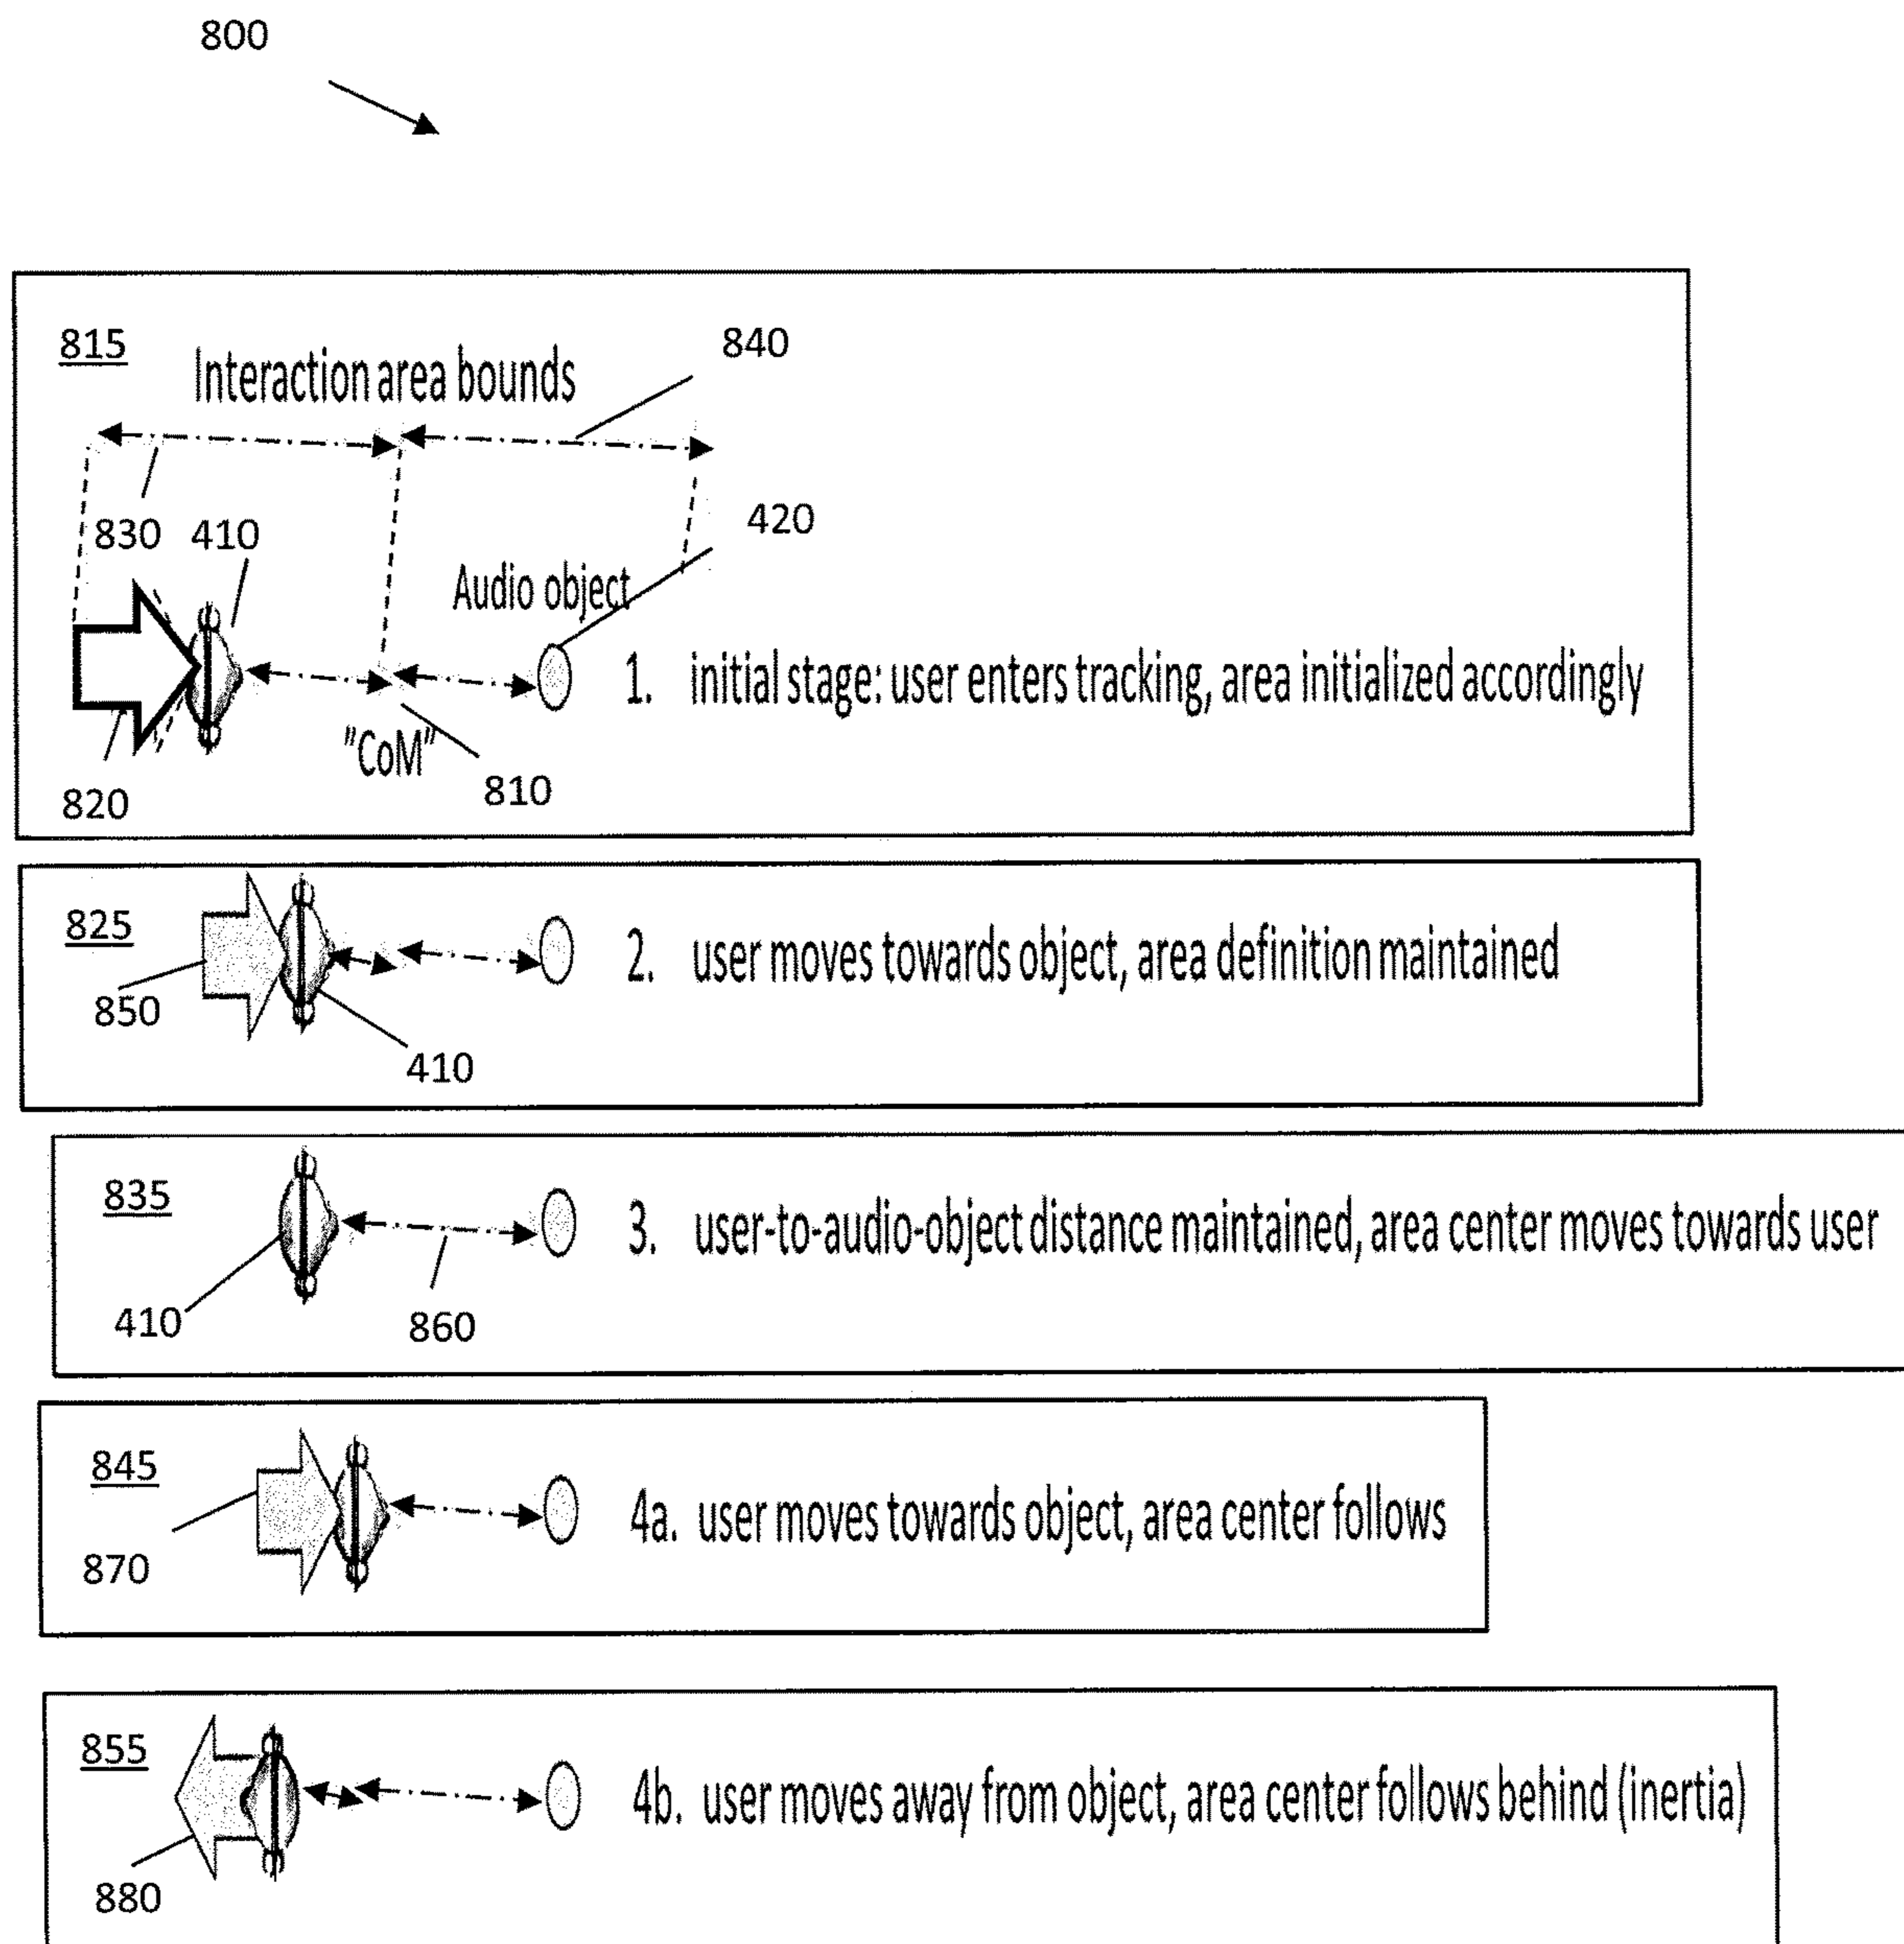 800
815
Interaction area bounds
840
830
410
420
Audio object
1. initial stage: user enters tracking, area initialized accordingly
"CoM"
810
820
825
2. user moves towards object, area definition maintained
850
410
835
3. user-to-audio-object distance maintained, area center moves towards user
410
860
845
4a. user moves towards object, area center follows
870
855
4b. user moves away from object, area center follows behind (inertia)
880